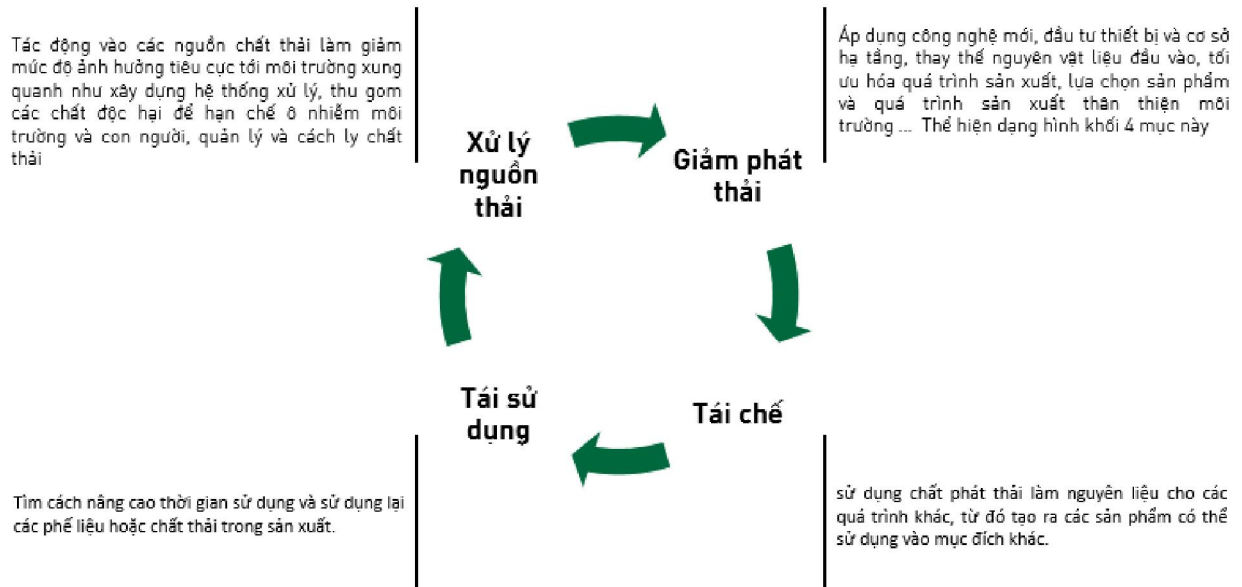 Tác động vào các nguồn chất thải làm giảm
mức độ ảnh hưởng tiêu cực tới môi trường xung
quanh như xây dựng hệ thống xử lý, thu gom
các chất độc hại để hạn chế ô nhiễm môi
trường và con người, quản lý và cách ly chất
thải
Áp dụng công nghệ mới, đầu tư thiết bị và cơ sở
hạ tầng, thay thế nguyên vật liệu đầu vào, tối
ưu hóa quá trình sản xuất, lựa chọn sản phẩm
và quá trình sản xuất thân thiện môi
trường ... Thể hiện dạng hình khối 4 mục này
Xử lý
nguồn
thải
Giảm phát
thải
Tái sử
dụng
Tái chế
Tìm cách nâng cao thời gian sử dụng và sử dụng lại
các phế liệu hoặc chất thải trong sản xuất.
sử dụng chất phát thải làm nguyên liệu cho các
quá trình khác, từ đó tạo ra các sản phẩm có thể
sử dụng vào mục đích khác.